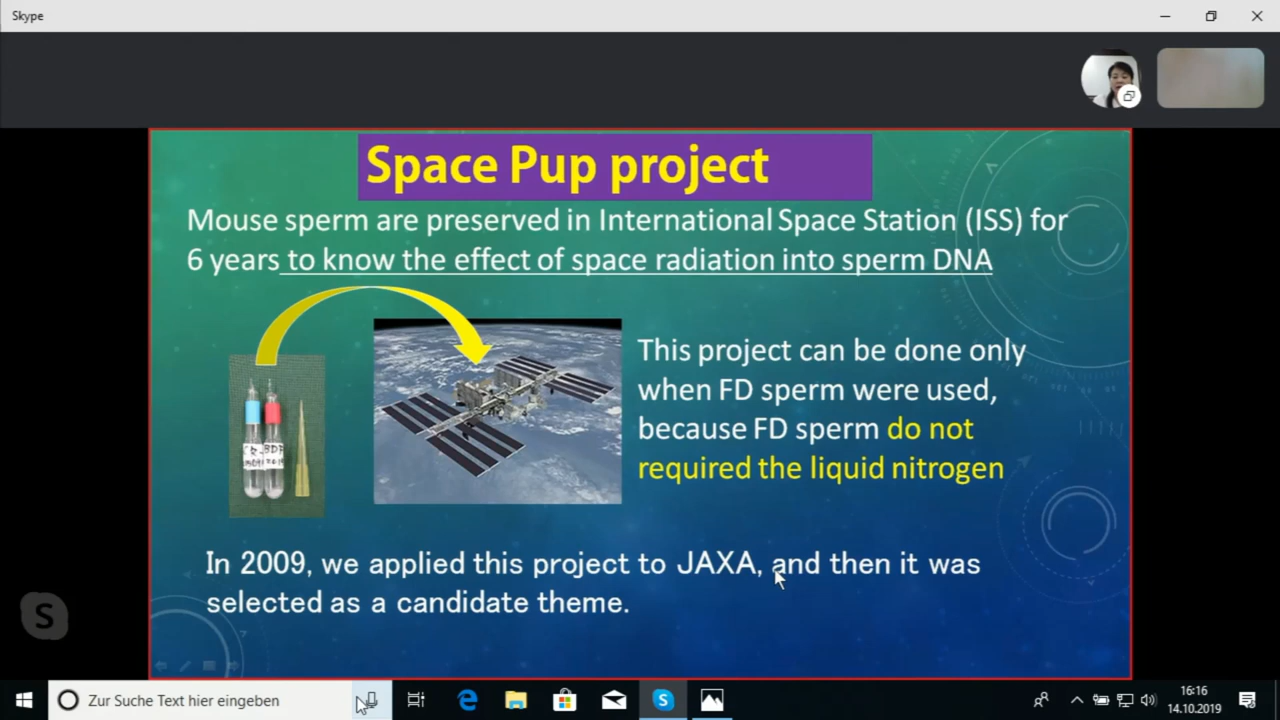 Skype
Space Pup project
Mouse sperm are preserved in International Space Station (ISS) for
6 years to know the effect of space radiation into sperm DNA
This project can be done only
when FD sperm were used,
because FD sperm do not
required the liquid nitrogen
In 2009, we applied this project to JAXA, and then it was
selected as a candidate theme.
Zur Suche Text hier eingeben
16:16
14.10.2019